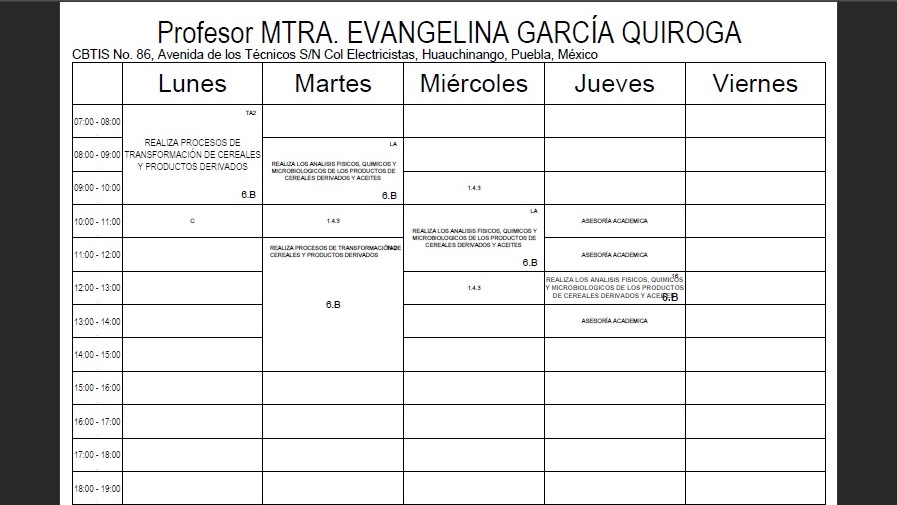 Profesor MTRA. EVANGELINA GARCÍA QUIROGA
CBTIS No. 86, Avenida de los Técnicos S/N Col Electricistas, Huauchinango, Puebla, México
Lunes Martes Miércoles Jueves Viernes
07:00 - 08:00
TA2
REALIZA PROCESOS DE
TRANSFORMACIÓN DE CEREALES
Y PRODUCTOS DERIVADOS
6.B
08:00 - 09:00
LA
REALIZA LOS ANALISIS FISICOS, QUIMICOS Y
MICROBIOLOGICOS DE LOS PRODUCTOS DE
CEREALES DERIVADOS Y ACEITES
6.B
09:00 - 10:00
1.4.3
10:00 - 11:00
C
1.4.3
LA
REALIZA LOS ANALISIS FISICOS, QUIMICOS Y
MICROBIOLOGICOS DE LOS PRODUCTOS DE
CEREALES DERIVADOS Y ACEITES
6.B
ASESORÍA ACADEMICA
11:00 - 12:00
REALIZA PROCESOS DE TRANSFORMACIÓN DE
CEREALES Y PRODUCTOS DERIVADOS
6.B
ASESORÍA ACADEMICA
12:00 - 13:00
1.4.3
16
REALIZA LOS ANALISIS FISICOS, QUIMICOS
Y MICROBIOLOGICOS DE LOS PRODUCTOS
DE CEREALES DERIVADOS Y ACEITES
6.B
13:00 - 14:00
ASESORÍA ACADEMICA
14:00 - 15:00
15:00 - 16:00
16:00 - 17:00
17:00 - 18:00
18:00 - 19:00